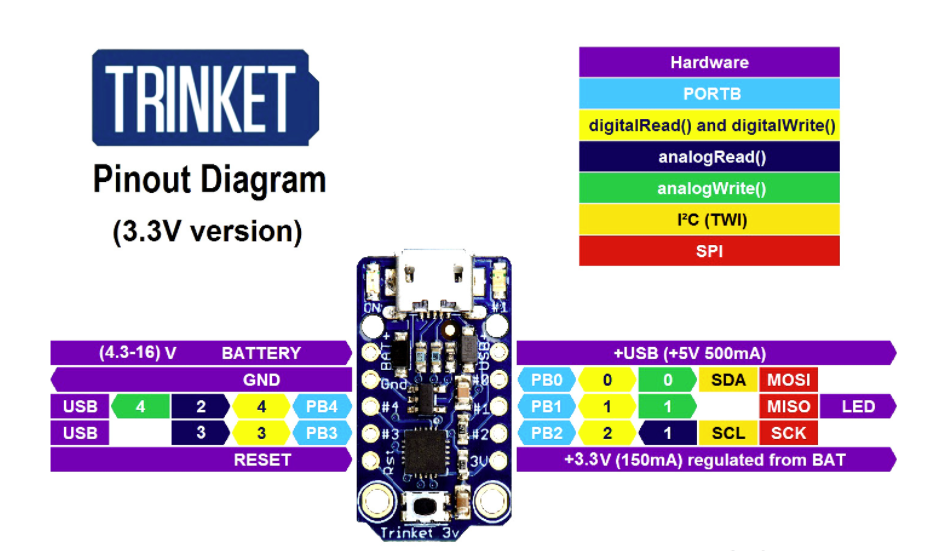 TRINKET
Pinout Diagram
(3.3V version)
Hardware
PORTB
digitalRead() and digitalWrite()
analogRead()
analogWrite()
I²C (TWI)
SPI
ON #1
(4.3-16) V BATTERY BAT+ USB+ +USB (+5V 500mA)
GND Gnd #0 PB0 0 0 SDA MOSI
USB 4 2 4 PB4 #4 #1 PB1 1 1 MISO LED
USB 3 3 PB3 #3 #2 PB2 2 1 SCL SCK
RESET Rst 3V +3.3V (150mA) regulated from BAT
Trinket 3v